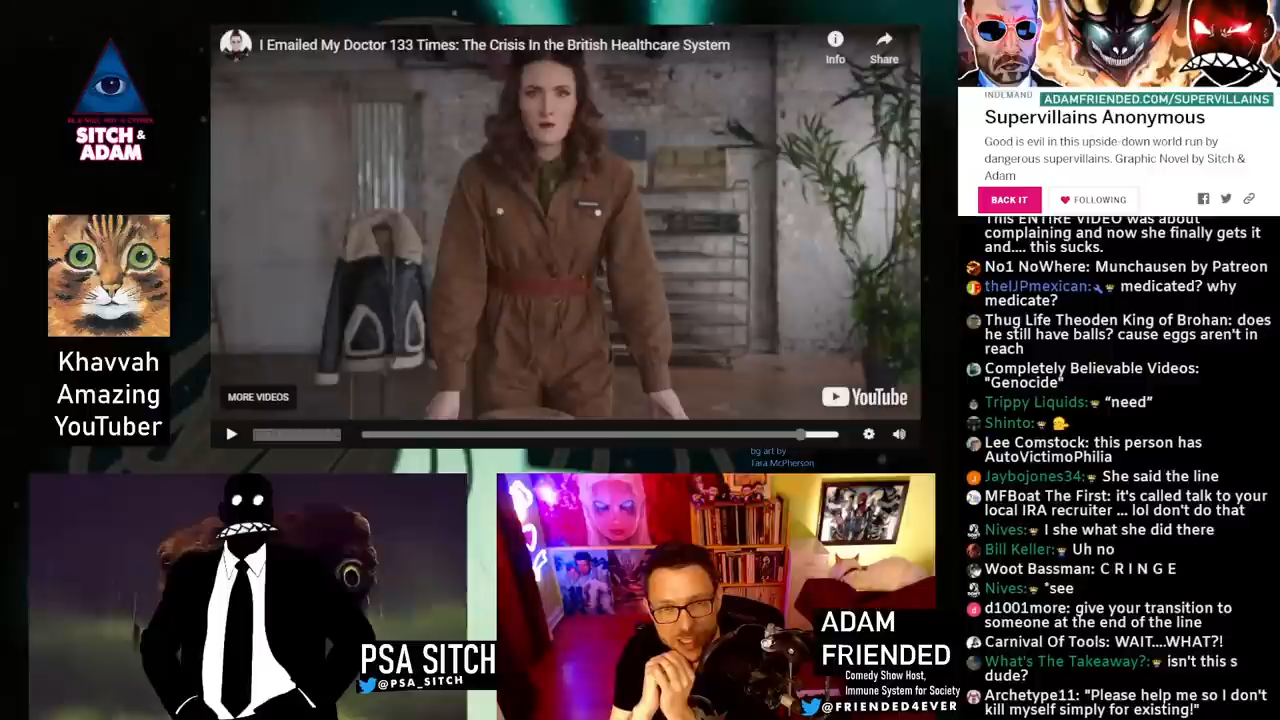 I Emailed My Doctor 133 Times: The Crisis In the British Healthcare System
Info
Share
SITCH &
ADAM
Khavvah
Amazing
YouTuber
MORE VIDEOS
YouTube
bg art by
Tara McPherson
PSA SITCH
@PSA_SITCH
ADAM
FRIENDED
Comedy Show Host,
Immune System for Society
@FRIENDED4EVER
INDEMAND
ADAMFRIENDED.COM/SUPERVILLAINS
Supervillains Anonymous
Good is evil in this upside-down world run by
dangerous supervillains. Graphic Novel by Sitch &
Adam
BACK IT
FOLLOWING
This ENTIRE VIDEO was about
complaining and now she finally gets it
and.... this sucks.
No1 NoWhere: Munchausen by Patreon
theIJPmexican: medicated? why
medicate?
Thug Life Theoden King of Brohan: does
he still have balls? cause eggs aren't in
reach
Completely Believable Videos:
"Genocide"
Trippy Liquids: “need”
Shinto:
Lee Comstock: this person has
AutoVictimoPhilia
Jaybojones34: She said the line
MFBoat The First: it's called talk to your
local IRA recruiter ... lol don't do that
Nives: I she what she did there
Bill Keller: Uh no
Woot Bassman: C R I N G E
Nives: *see
d1001more: give your transition to
someone at the end of the line
Carnival Of Tools: WAIT....WHAT?!
What's The Takeaway?: isn't this s
dude?
Archetype11: "Please help me so I don't
kill myself simply for existing!"